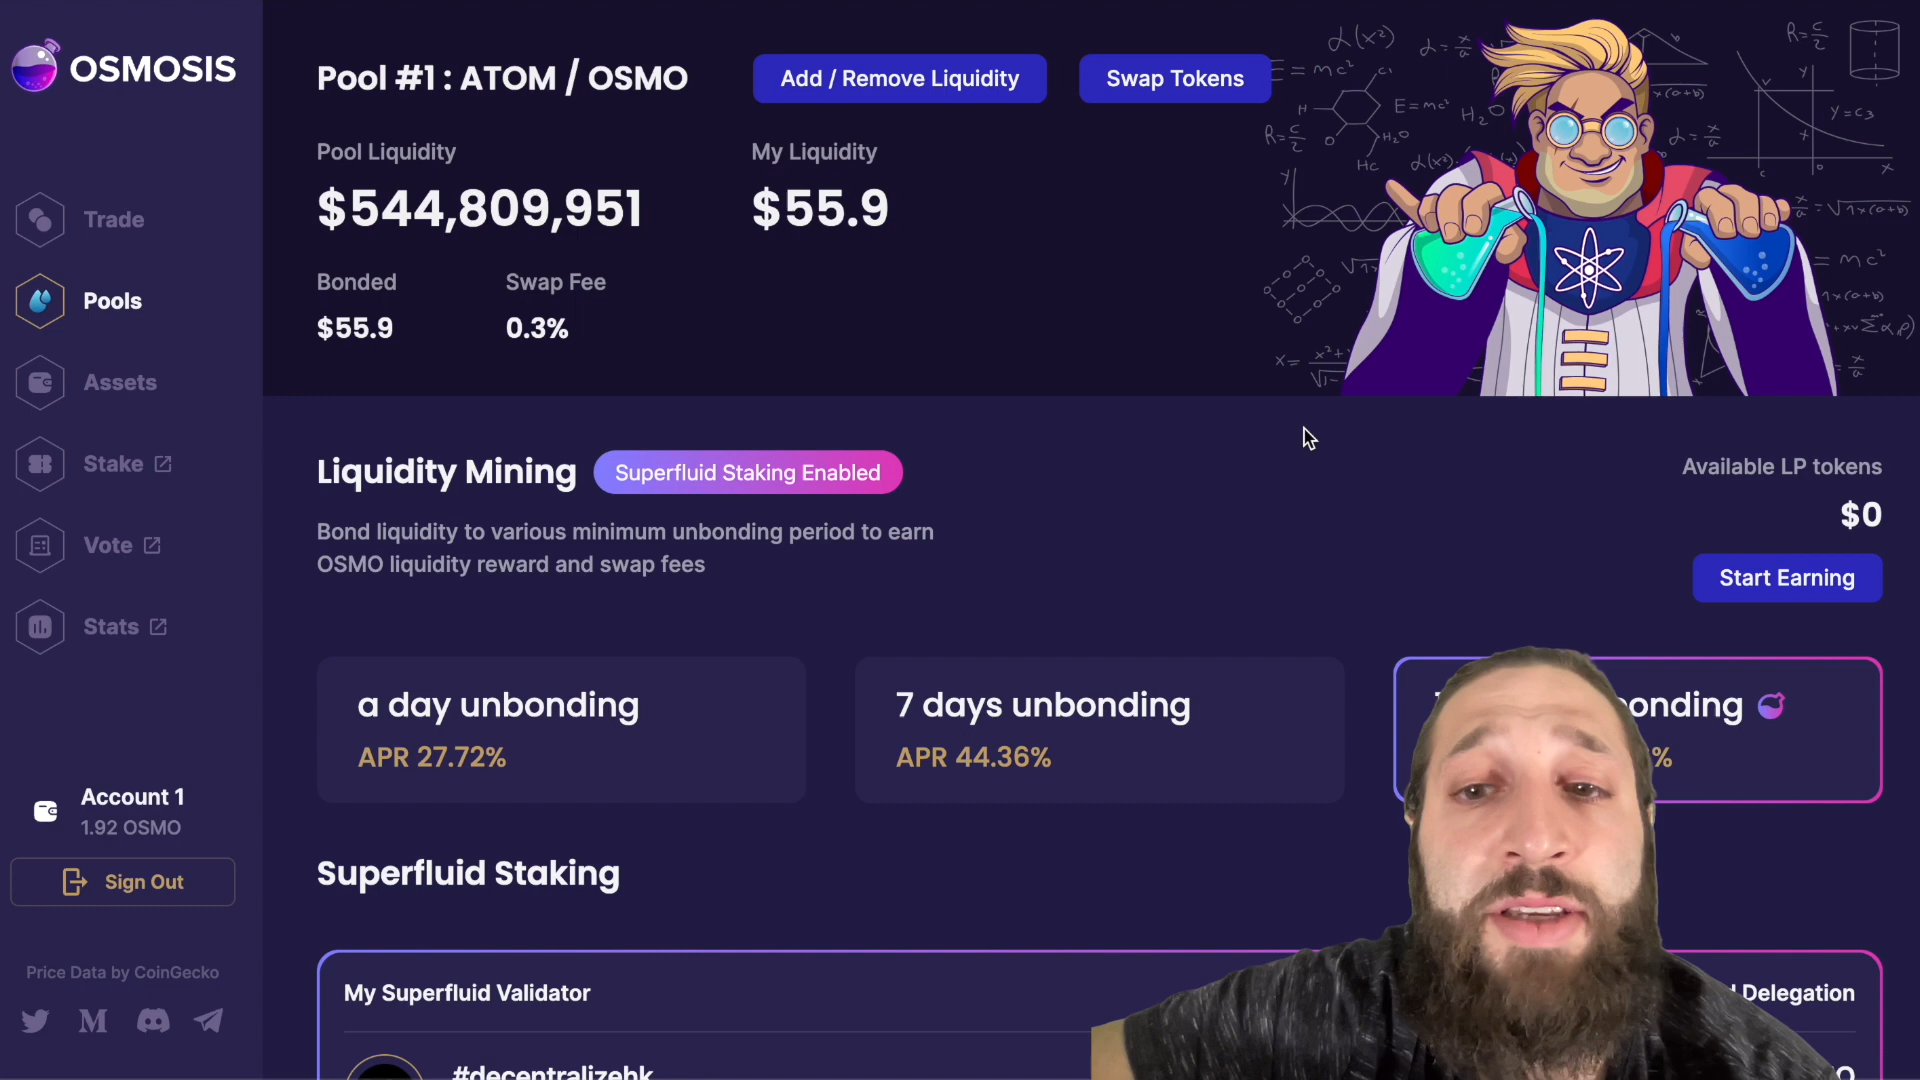 OSMOSIS
Trade
Pools
Assets
Stake
Vote
Stats
Account 1
1.92 OSMO
Sign Out
Price Data by CoinGecko
Pool #1 : ATOM / OSMO
Add / Remove Liquidity
Swap Tokens
Pool Liquidity
My Liquidity
$544,809,951
$55.9
Bonded
Swap Fee
$55.9
0.3%
Liquidity Mining
Superfluid Staking Enabled
Bond liquidity to various minimum unbonding period to earn
OSMO liquidity reward and swap fees
Available LP tokens
$0
Start Earning
a day unbonding
APR 27.72%
7 days unbonding
APR 44.36%
%
Superfluid Staking
My Superfluid Validator
Delegation
#decentralizehk